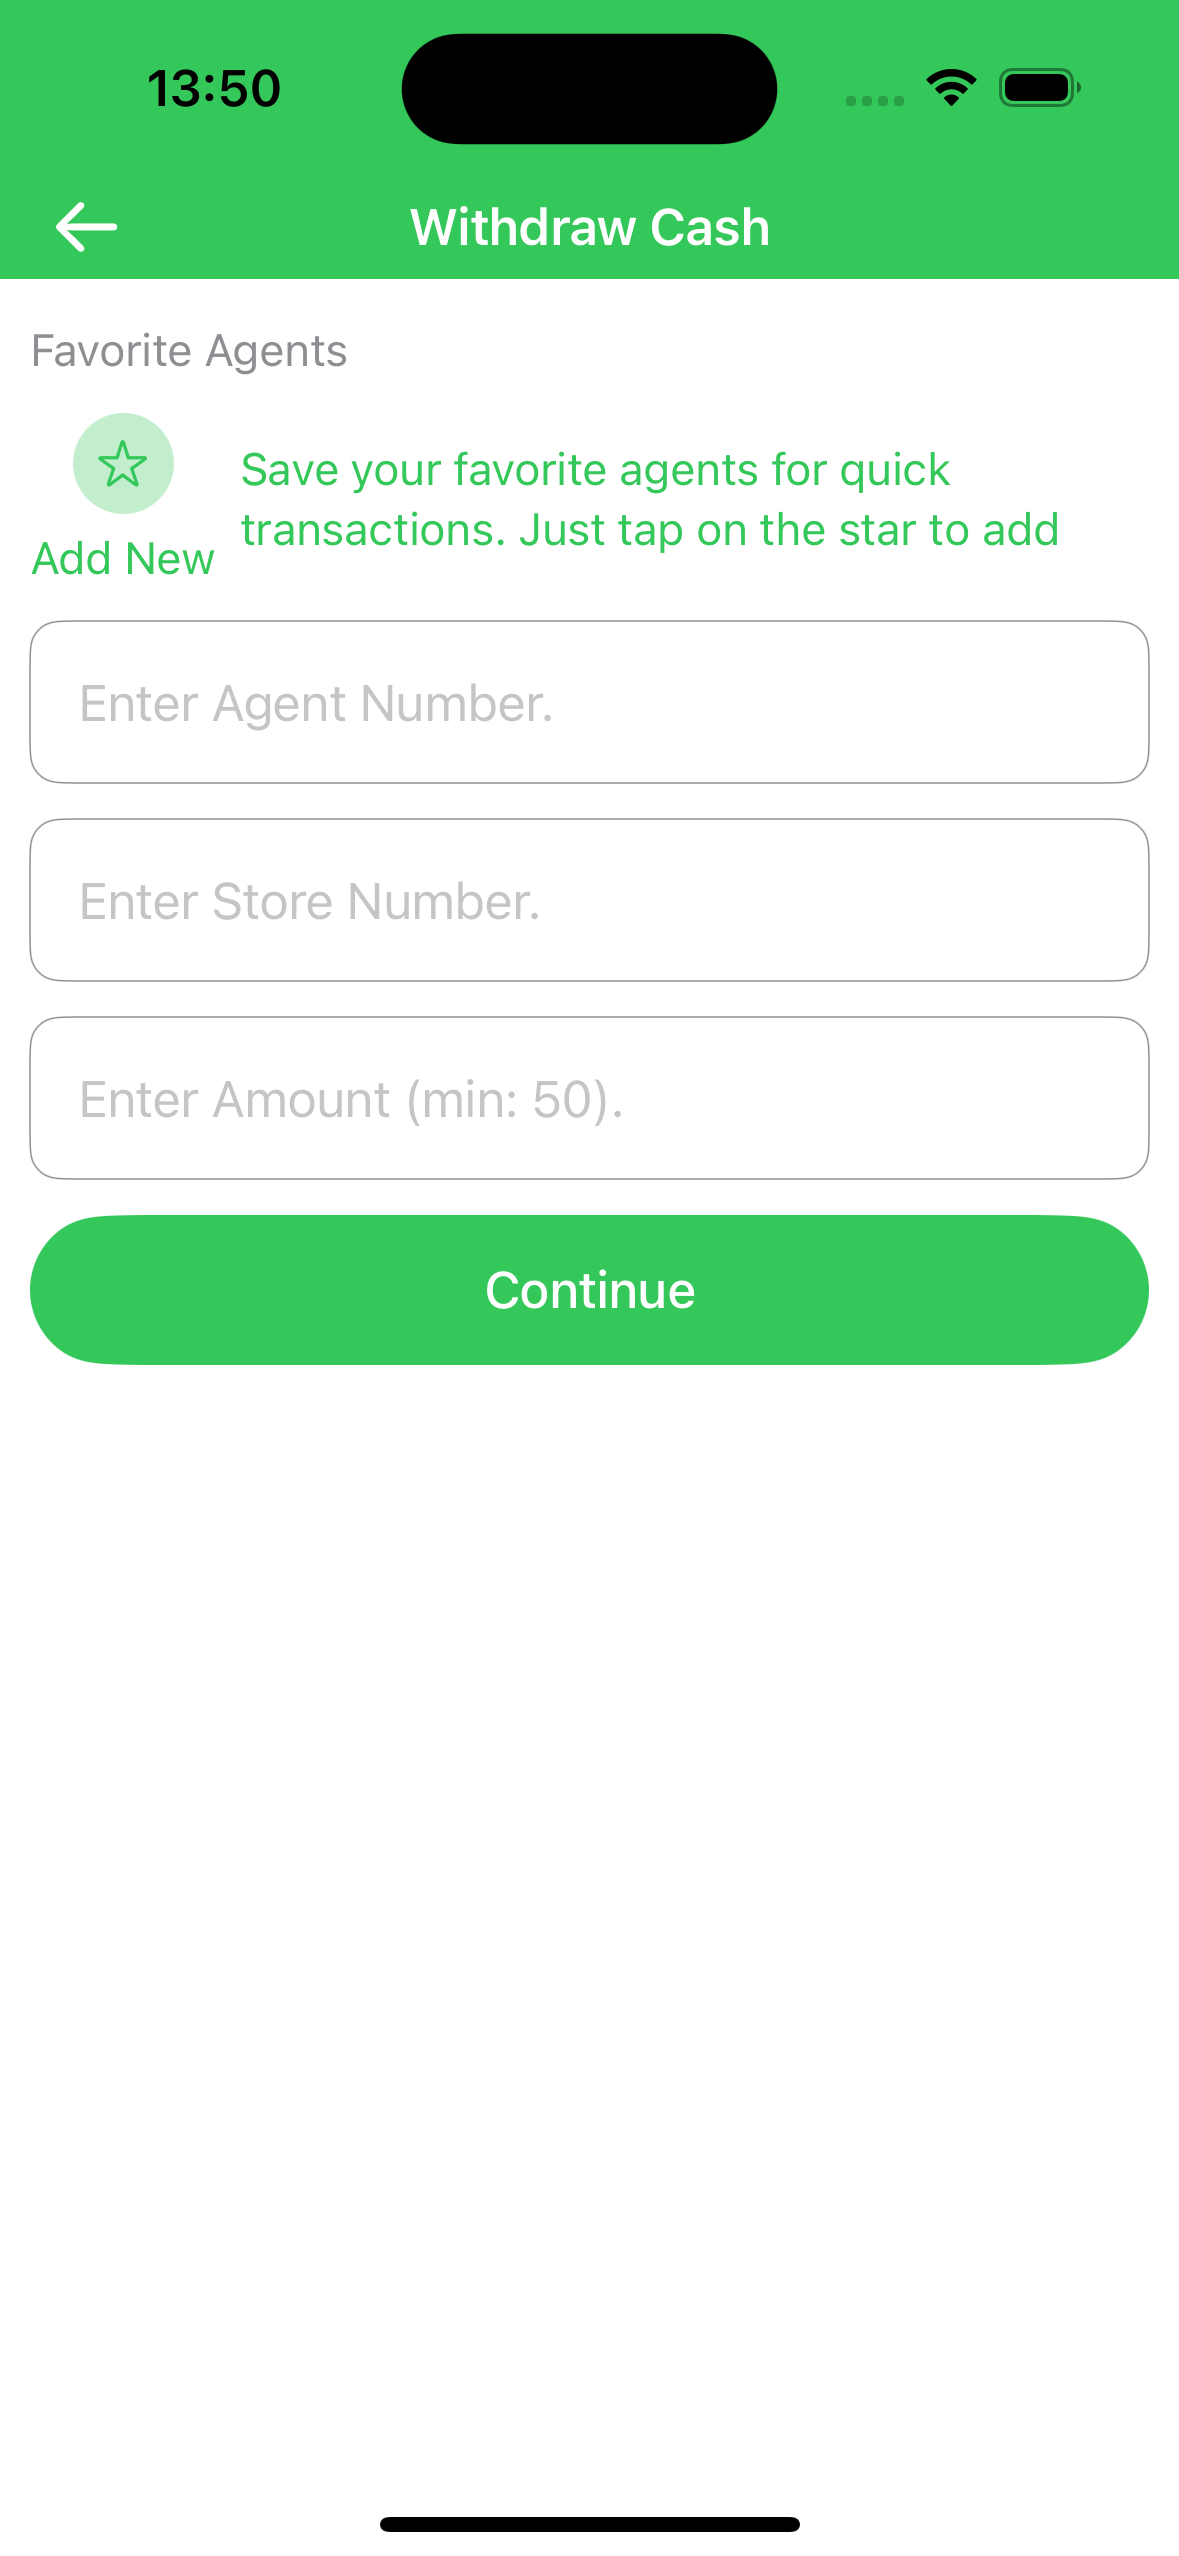 13:50
Withdraw Cash
Favorite Agents
Save your favorite agents for quick
transactions. Just tap on the star to add
Add New
Enter Agent Number.
Enter Store Number.
Enter Amount (min: 50).
Continue